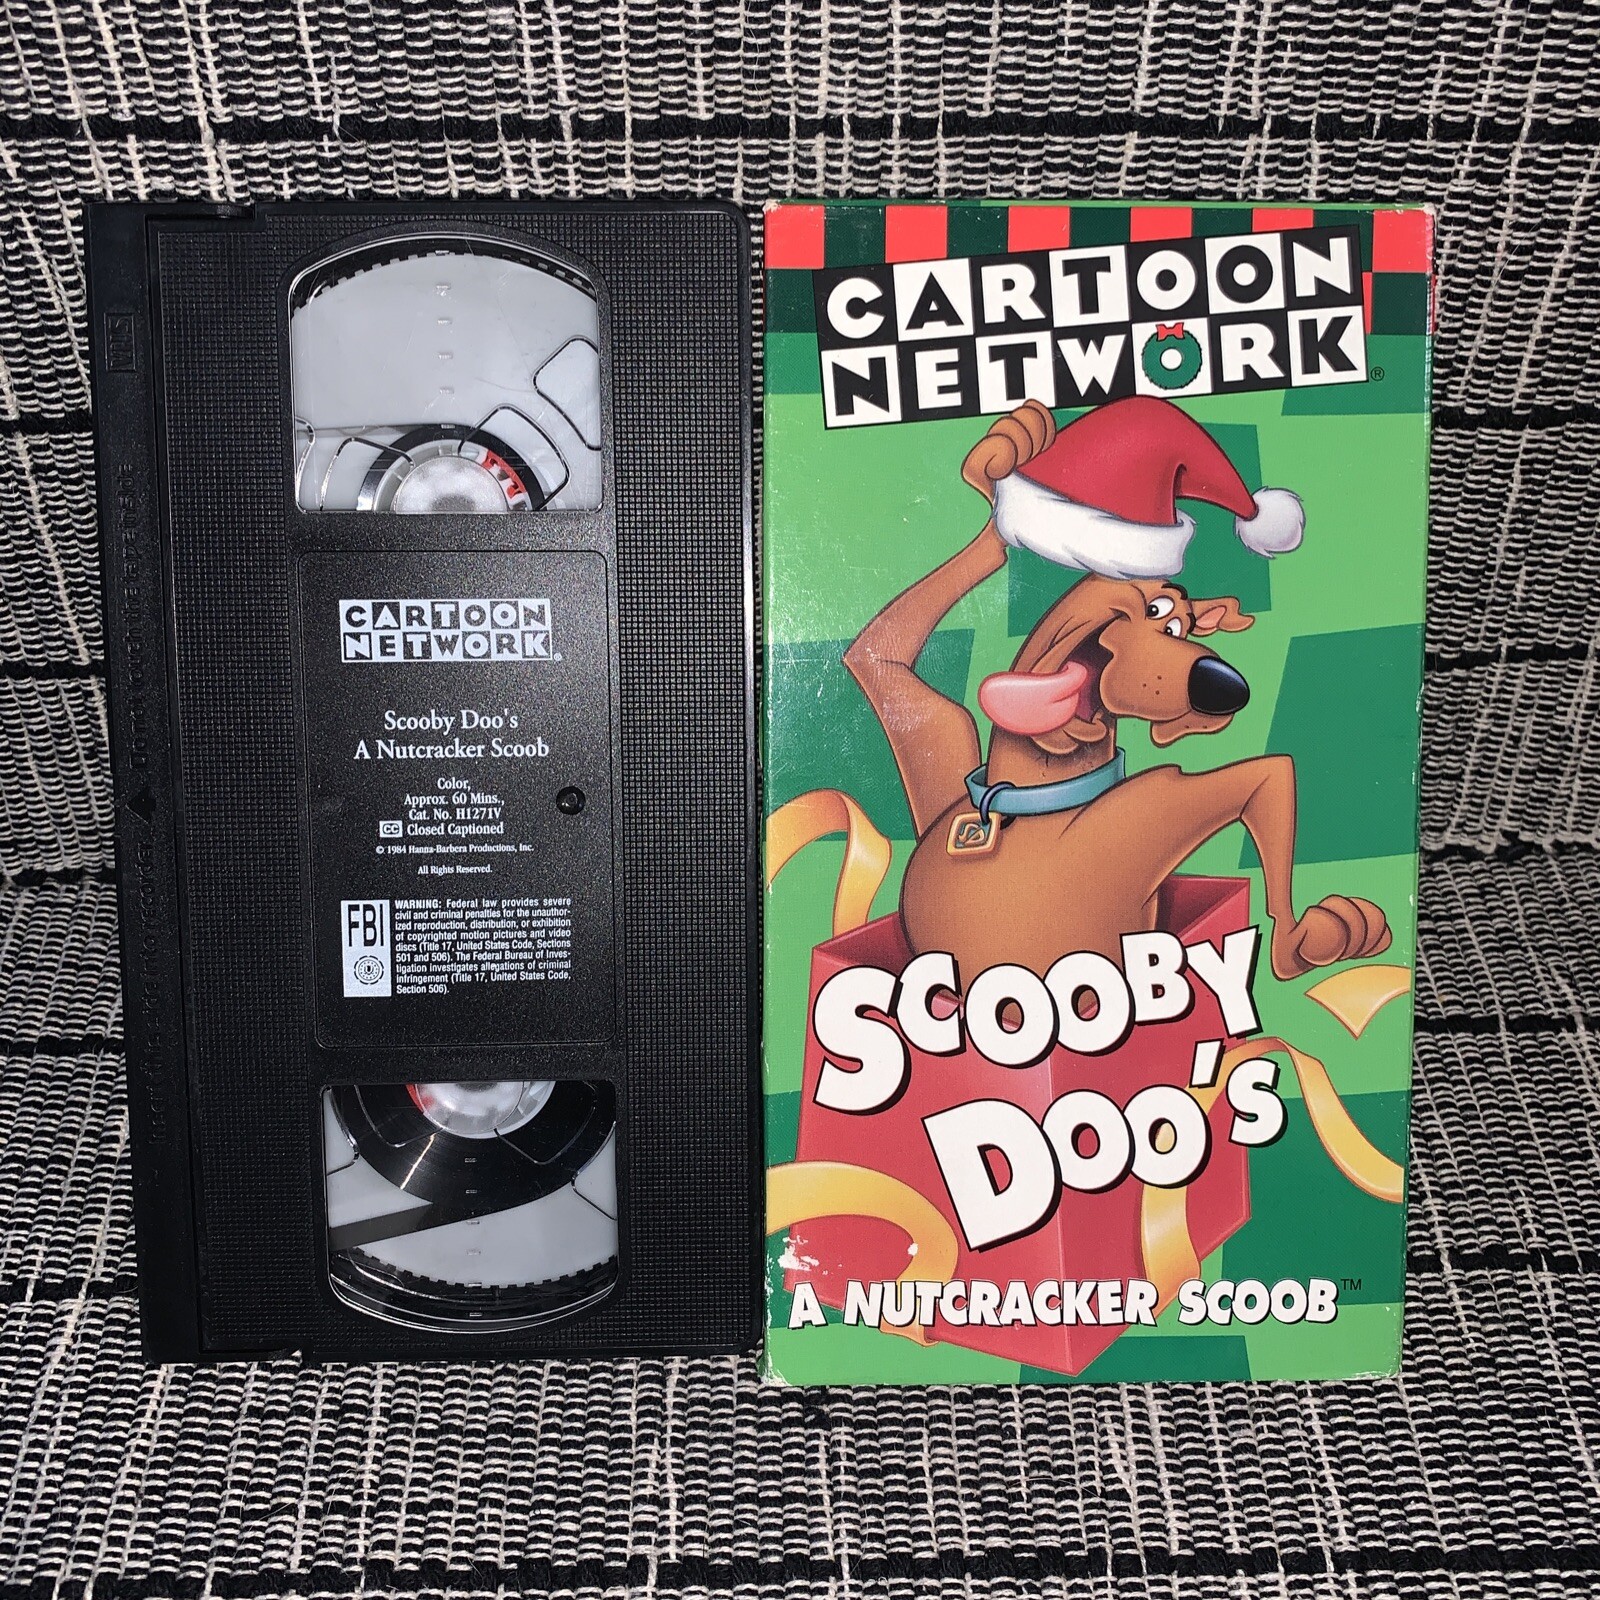 VHS
CARTOON
NETWORK®
Scooby Doo's
A Nutcracker Scoob
Color,
Approx. 60 Mins.,
Cat. No. H1271V
CC Closed Captioned
© 1984 Hanna-Barbera Productions, Inc.
All Rights Reserved.
FBI
WARNING: Federal law provides severe
civil and criminal penalties for the unauthor-
ized reproduction, distribution, or exhibition
of copyrighted motion pictures and video
discs (Title 17, United States Code, Sections
501 and 506). The Federal Bureau of Inves-
tigation investigates allegations of criminal
infringement (Title 17, United States Code,
Section 506).
CARTOON
NETWORK®
SD
SCOOBY
DOO'S
A NUTCRACKER SCOOB™